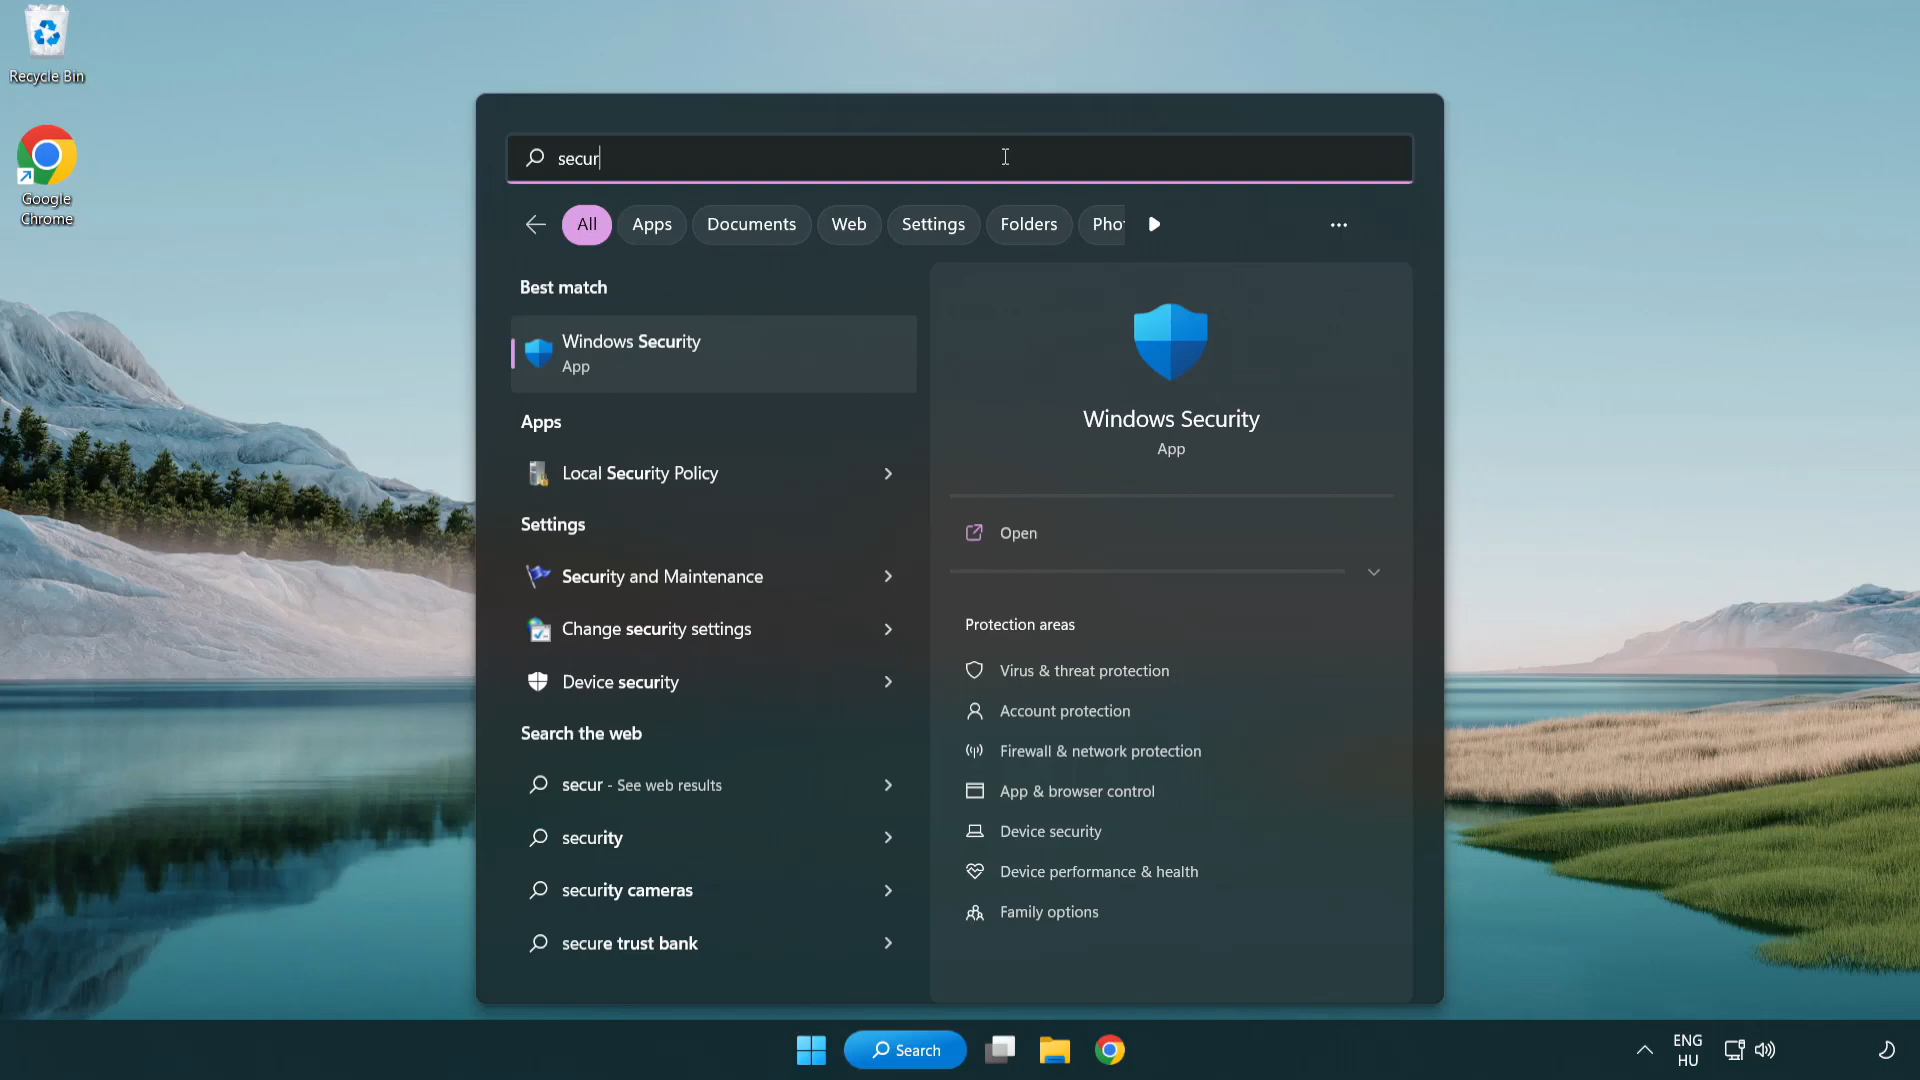 Recycle Bin
Google
Chrome
secur
All
Apps
Documents
Web
Settings
Folders
Pho
Best match
Windows Security
App
Apps
Local Security Policy
Settings
Security and Maintenance
Change security settings
Device security
Search the web
secur - See web results
security
security cameras
secure trust bank
Windows Security
App
Open
Protection areas
Virus & threat protection
Account protection
Firewall & network protection
App & browser control
Device security
Device performance & health
Family options
Search
ENG
HU